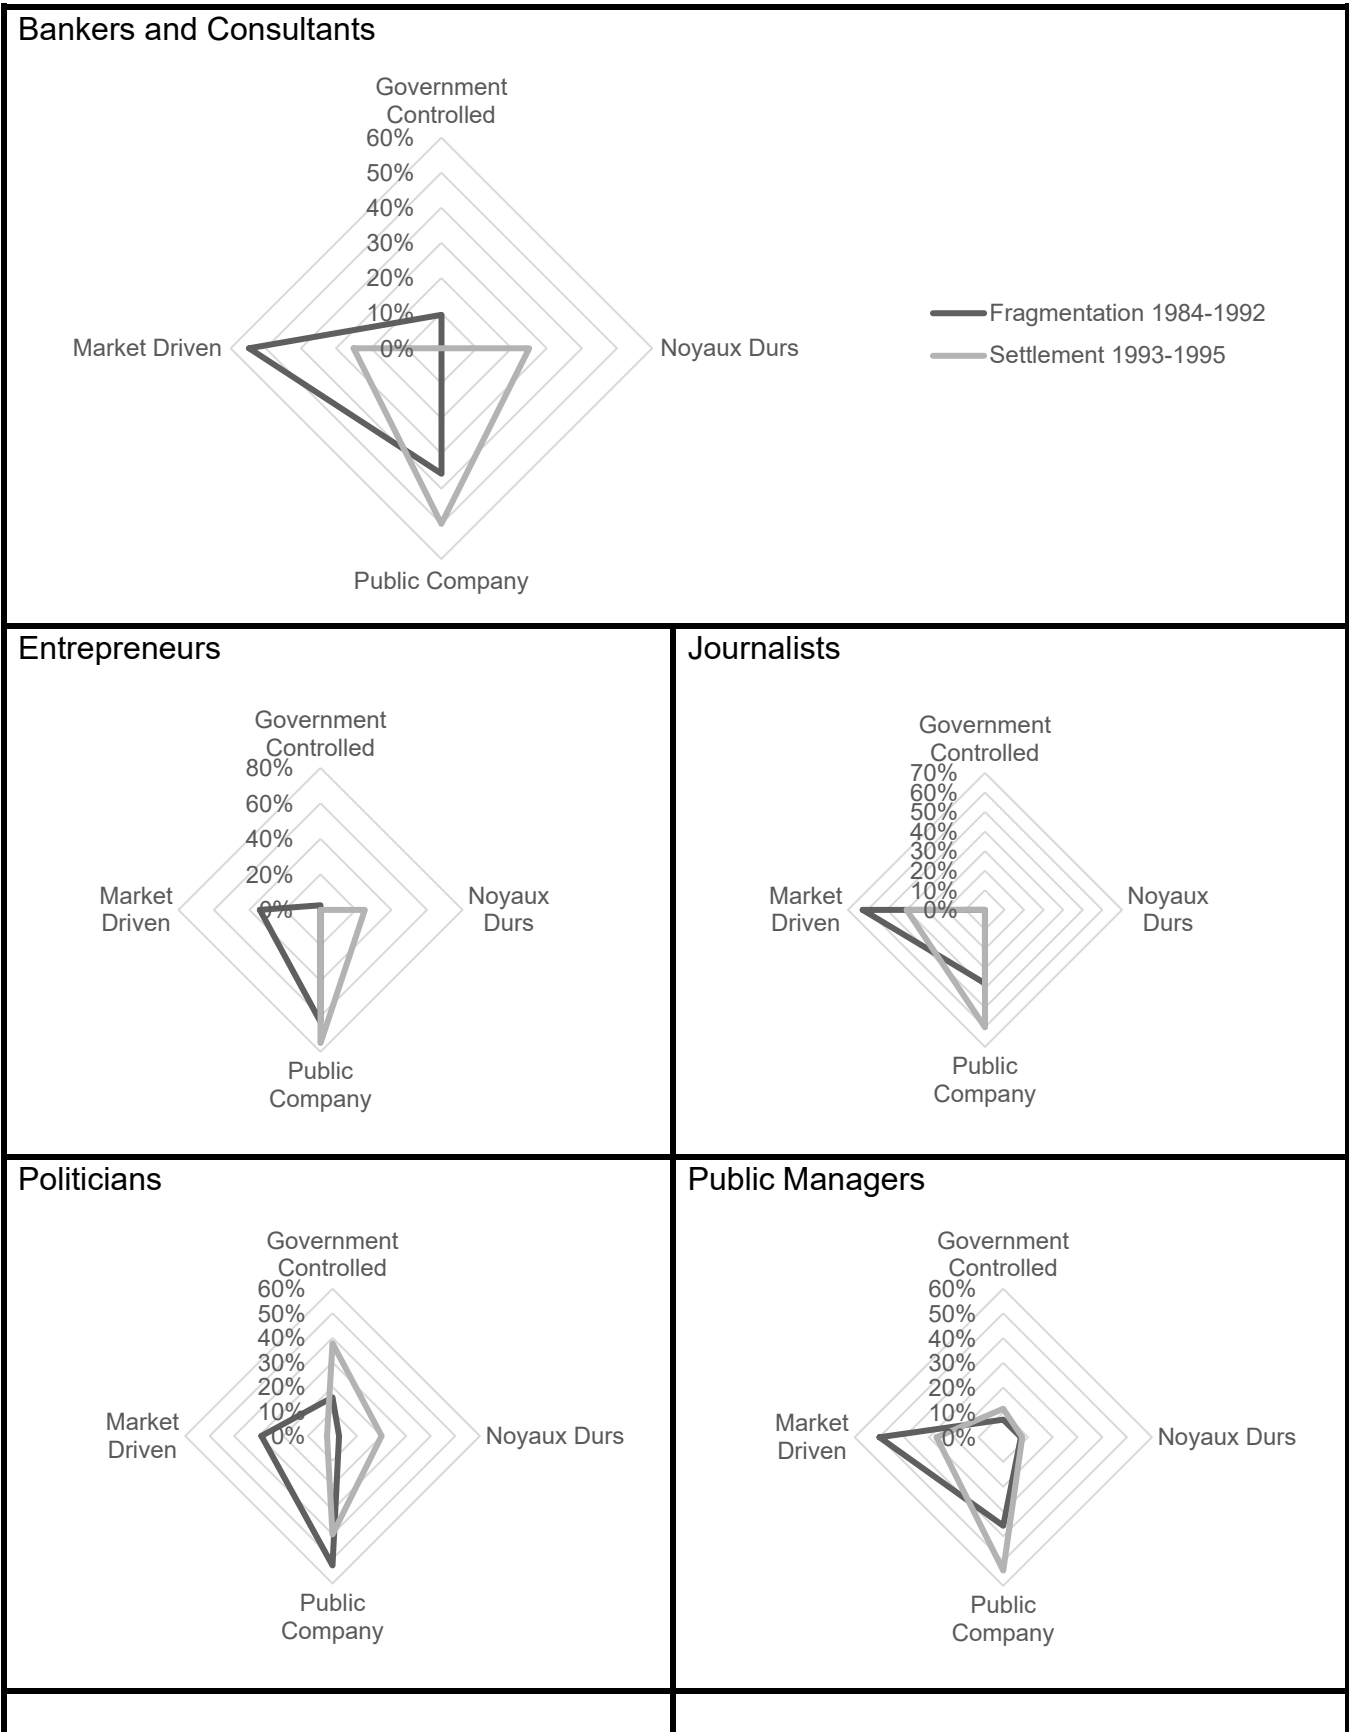 Bankers and Consultants
Government
Controlled
60%
50%
40%
30%
20%
10%
0%
Market Driven
Noyaux Durs
Public Company
Fragmentation 1984-1992
Settlement 1993-1995
Entrepreneurs
Government
Controlled
80%
60%
40%
20%
0%
Market
Driven
Noyaux
Durs
Public
Company
Journalists
Government
Controlled
70%
60%
50%
40%
30%
20%
10%
0%
Market
Driven
Noyaux
Durs
Public
Company
Politicians
Government
Controlled
60%
50%
40%
30%
20%
10%
0%
Market
Driven
Noyaux Durs
Public
Company
Public Managers
Government
Controlled
60%
50%
40%
30%
20%
10%
0%
Market
Driven
Noyaux Durs
Public
Company